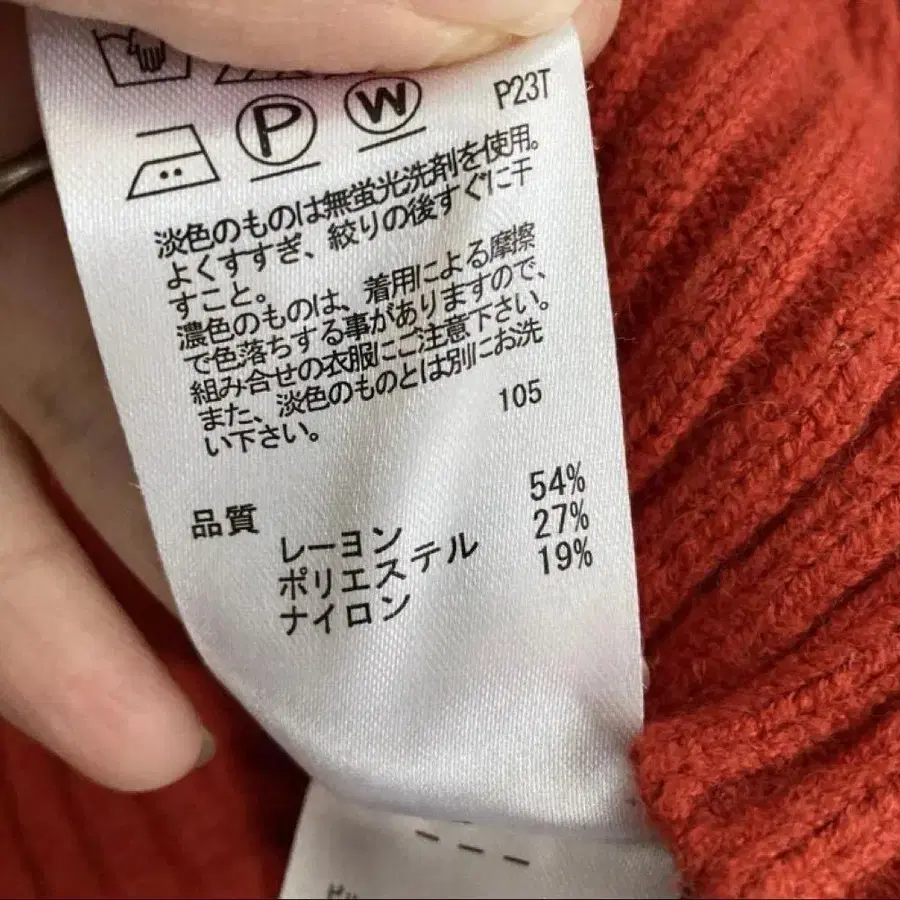 P W P23T
淡色のものは無蛍光洗剤を使用。
よくすすぎ、絞りの後すぐに干
すこと。
濃色のものは、着用による摩擦
で色落ちする事がありますので、
組み合せの衣服にご注意下さい。
また、淡色のものとは別にお洗
い下さい。 105
品質
レーヨン 54%
ポリエステル 27%
ナイロン 19%